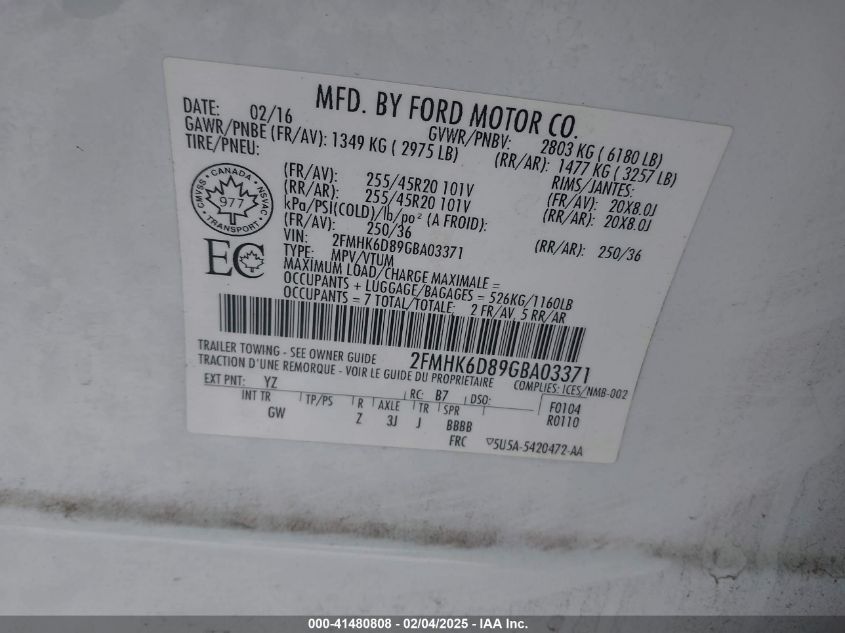 MFD. BY FORD MOTOR CO.
DATE: 02/16 GVWR/PNBV: 2803 KG ( 6180 LB)
GAWR/PNBE (FR/AV): 1349 KG ( 2975 LB) (RR/AR): 1477 KG ( 3257 LB)
TIRE/PNEU: RIMS/JANTES:
(FR/AV): 255/45R20 101V (FR/AV): 20X8.0J
(RR/AR): 255/45R20 101V (RR/AR): 20X8.0J
kPa/PSI(COLD)/lb/po² (A FROID):
(FR/AV): 250/36 (RR/AR): 250/36
VIN: 2FMHK6D89GBA03371
TYPE: MPV/VTUM
MAXIMUM LOAD/CHARGE MAXIMALE =
OCCUPANTS + LUGGAGE/BAGAGES = 526KG/1160LB
OCCUPANTS = 7 TOTAL/TOTALE: 2 FR/AV, 5 RR/AR
CANADA
CMVSS 977 NSVAC
TRANSPORT
EC
2FMHK6D89GBA03371
TRAILER TOWING - SEE OWNER GUIDE
TRACTION D'UNE REMORQUE - VOIR LE GUIDE DU PROPRIETAIRE
COMPLIES: ICES/NMB-002
EXT PNT: YZ RC: B7 DSO: F0104
INT TR TP/PS R AXLE TR SPR R0110
GW Z 3J J BBBB
FRC 5U5A-5420472-AA
000-41480808 - 02/04/2025 - IAA Inc.